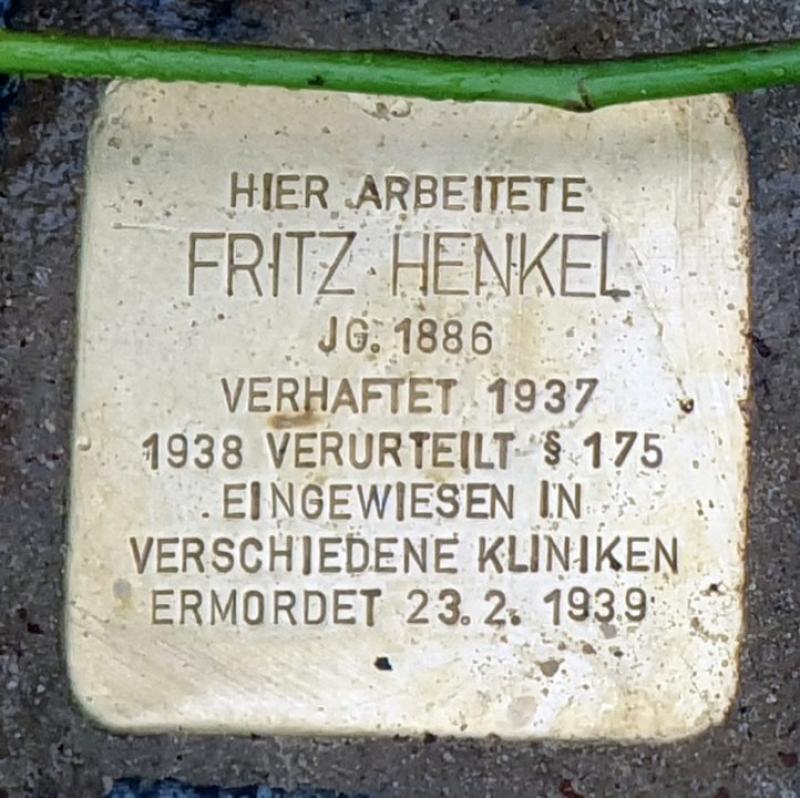 HIER ARBEITETE
FRITZ HENKEL
JG. 1886
VERHAFTET 1937
1938 VERURTEILT § 175
EINGEWIESEN IN
VERSCHIEDENE KLINIKEN
ERMORDET 23.2. 1939